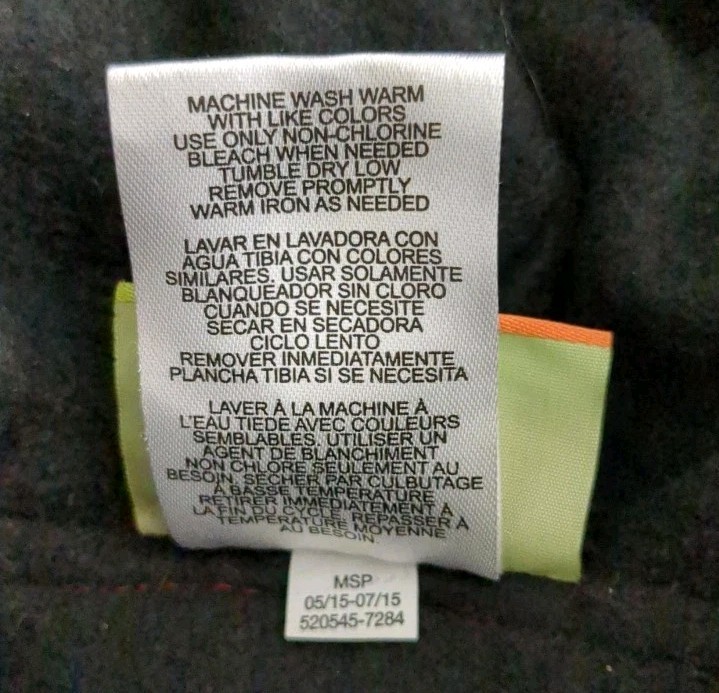 MACHINE WASH WARM
WITH LIKE COLORS
USE ONLY NON-CHLORINE
BLEACH WHEN NEEDED
TUMBLE DRY LOW
REMOVE PROMPTLY
WARM IRON AS NEEDED
LAVAR EN LAVADORA CON
AGUA TIBIA CON COLORES
SIMILARES. USAR SOLAMENTE
BLANQUEADOR SIN CLORO
CUANDO SE NECESITE
SECAR EN SECADORA
CICLO LENTO
REMOVER INMEDIATAMENTE
PLANCHA TIBIA SI SE NECESITA
LAVER À LA MACHINE À
L'EAU TIEDE AVEC COULEURS
SEMBLABLES. UTILISER UN
AGENT DE BLANCHIMENT
NON CHLORE SEULEMENT AU
BESOIN. SECHER PAR CULBUTAGE
À BASSE TEMPERATURE
RETIRER IMMEDIATEMENT À
LA FIN DU CYCLE. REPASSER À
TEMPERATURE MOYENNE
AU BESOIN.
MSP
05/15-07/15
520545-7284